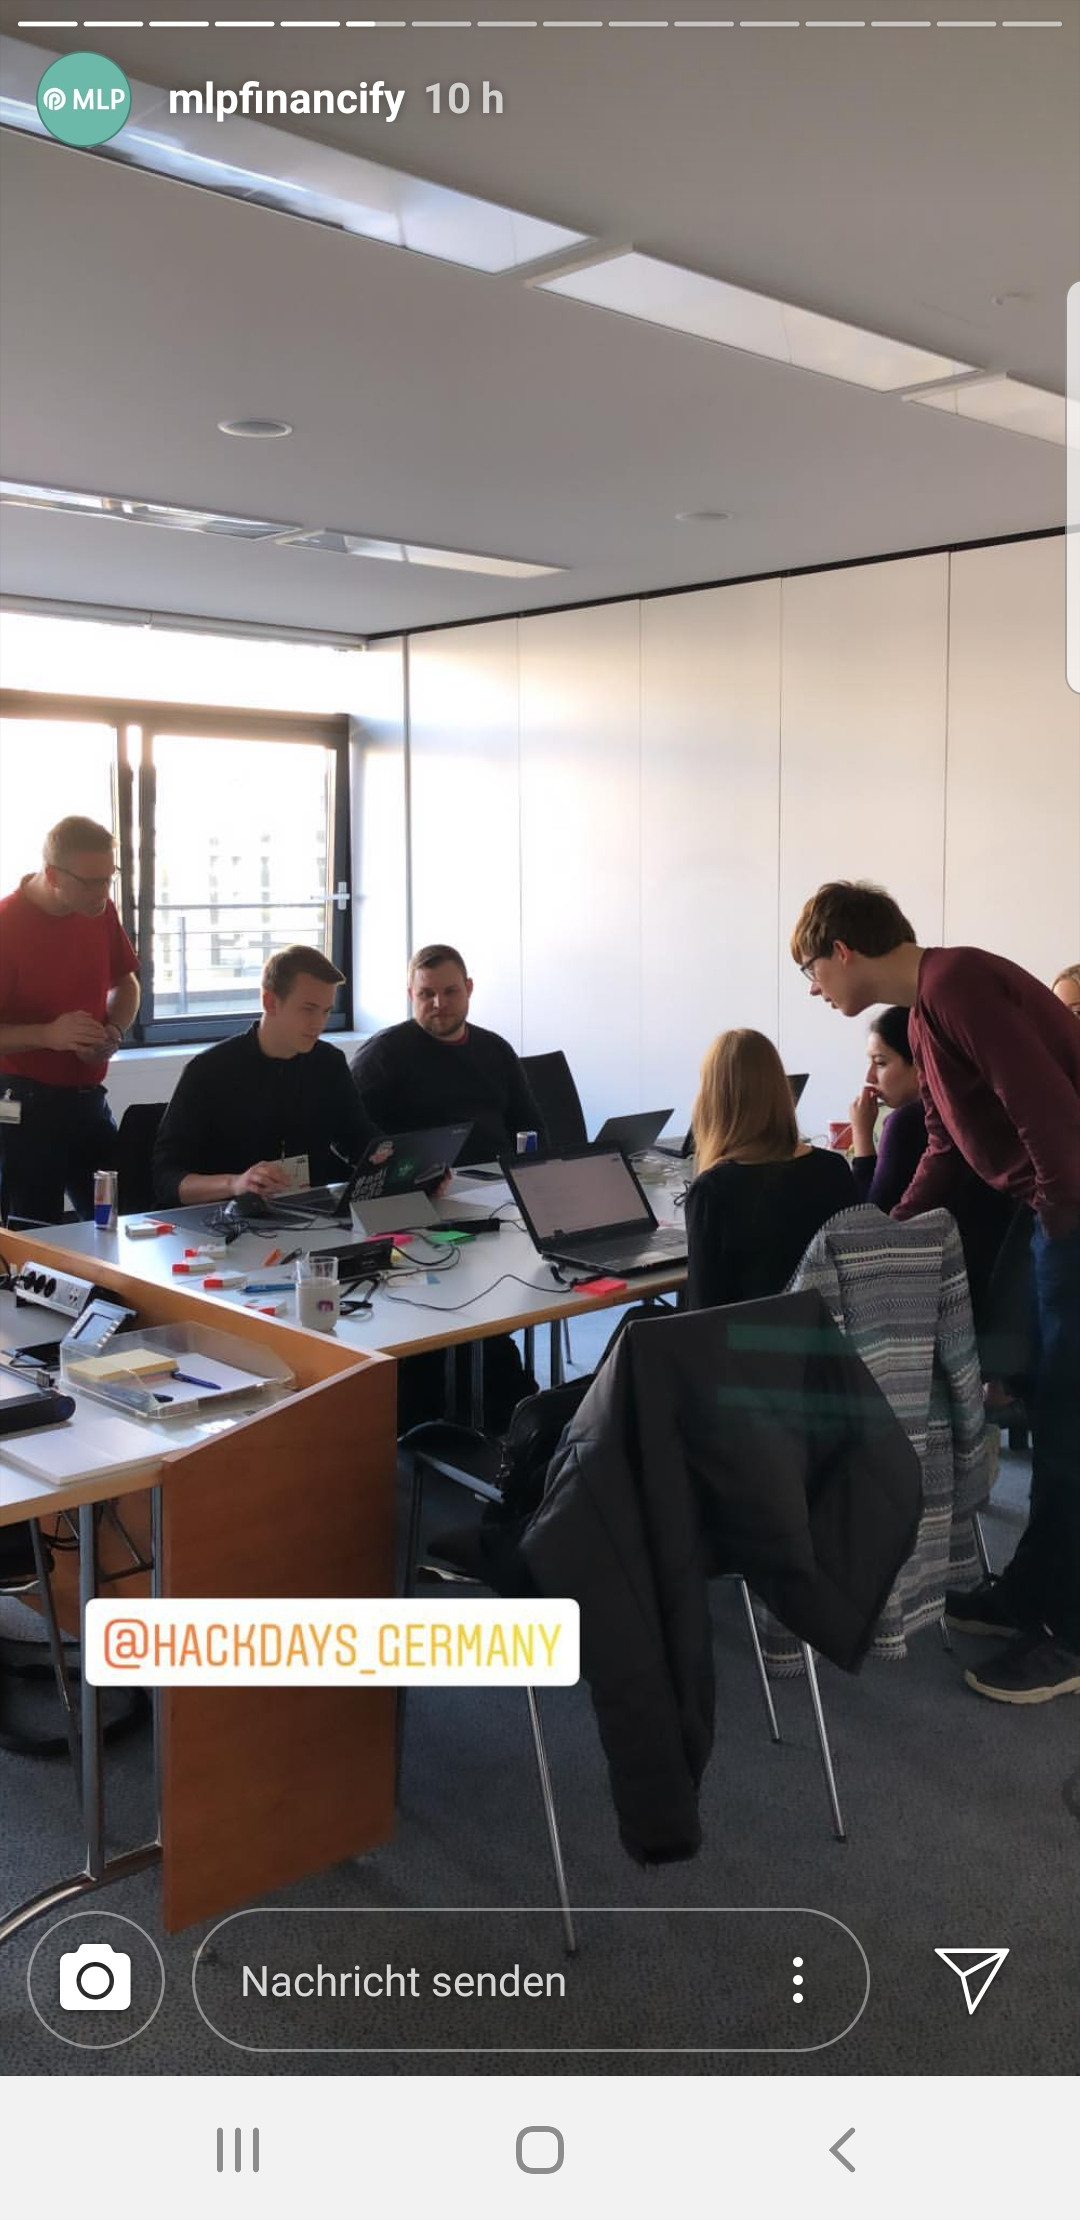 MLP
mlpfinancify 10 h
@HACKDAYS_GERMANY
Nachricht senden